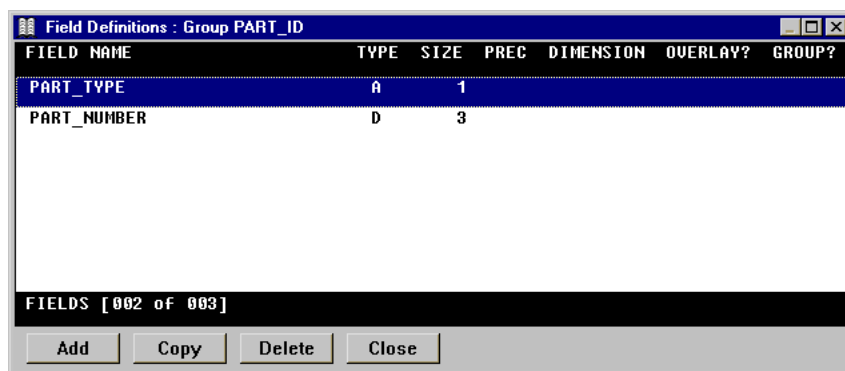 Field Definitions : Group PART_ID
FIELD NAME TYPE SIZE PREC DIMENSION OVERLAY? GROUP?
PART_TYPE A 1
PART_NUMBER D 3
FIELDS [002 of 003]
Add Copy Delete Close